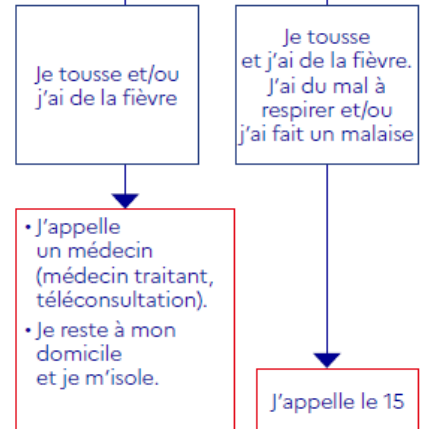 Je tousse et/ou
j'ai de la fièvre
Je tousse
et j'ai de la fièvre.
J'ai du mal à
respirer et/ou
j'ai fait un malaise
• J'appelle
un médecin
(médecin traitant,
téléconsultation).
• Je reste à mon
domicile
et je m'isole.
J'appelle le 15